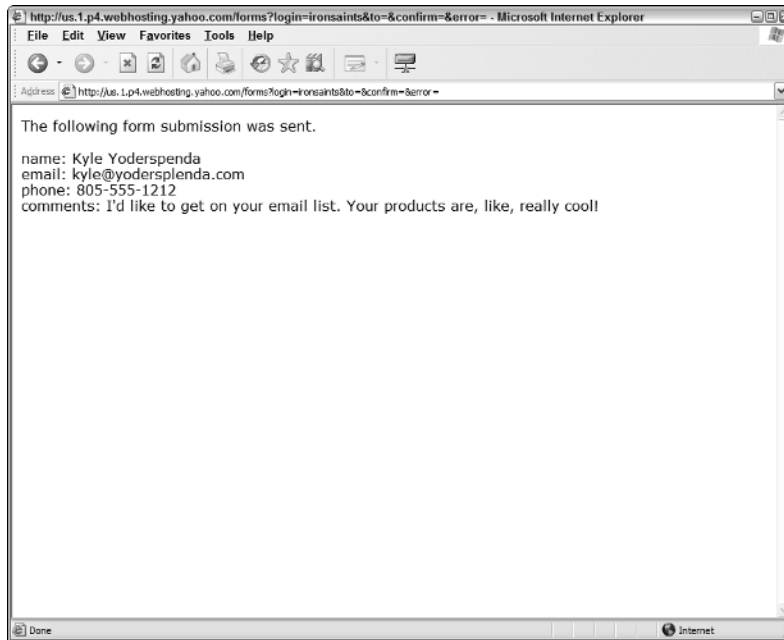 http://us.1.p4.webhosting.yahoo.com/forms?login=ironsaints&to=&confirm=&error= - Microsoft Internet Explorer
File Edit View Favorites Tools Help
Address http://us.1.p4.webhosting.yahoo.com/forms?login=ironsaints&to=&confirm=&error=
The following form submission was sent.
name: Kyle Yoderspenda
email: kyle@yodersplenda.com
phone: 805-555-1212
comments: I'd like to get on your email list. Your products are, like, really cool!
Done Internet